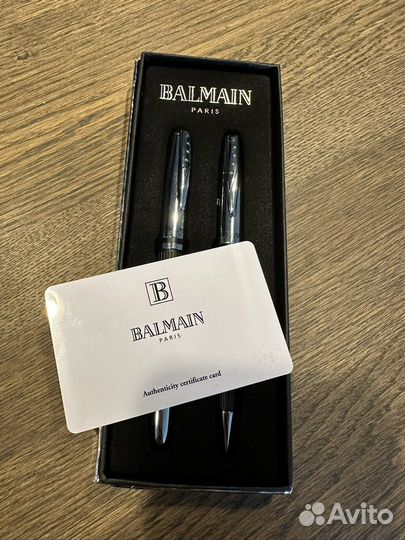 BALMAIN
PARIS
B
BALMAIN
PARIS
Authenticity certificate card
Avito